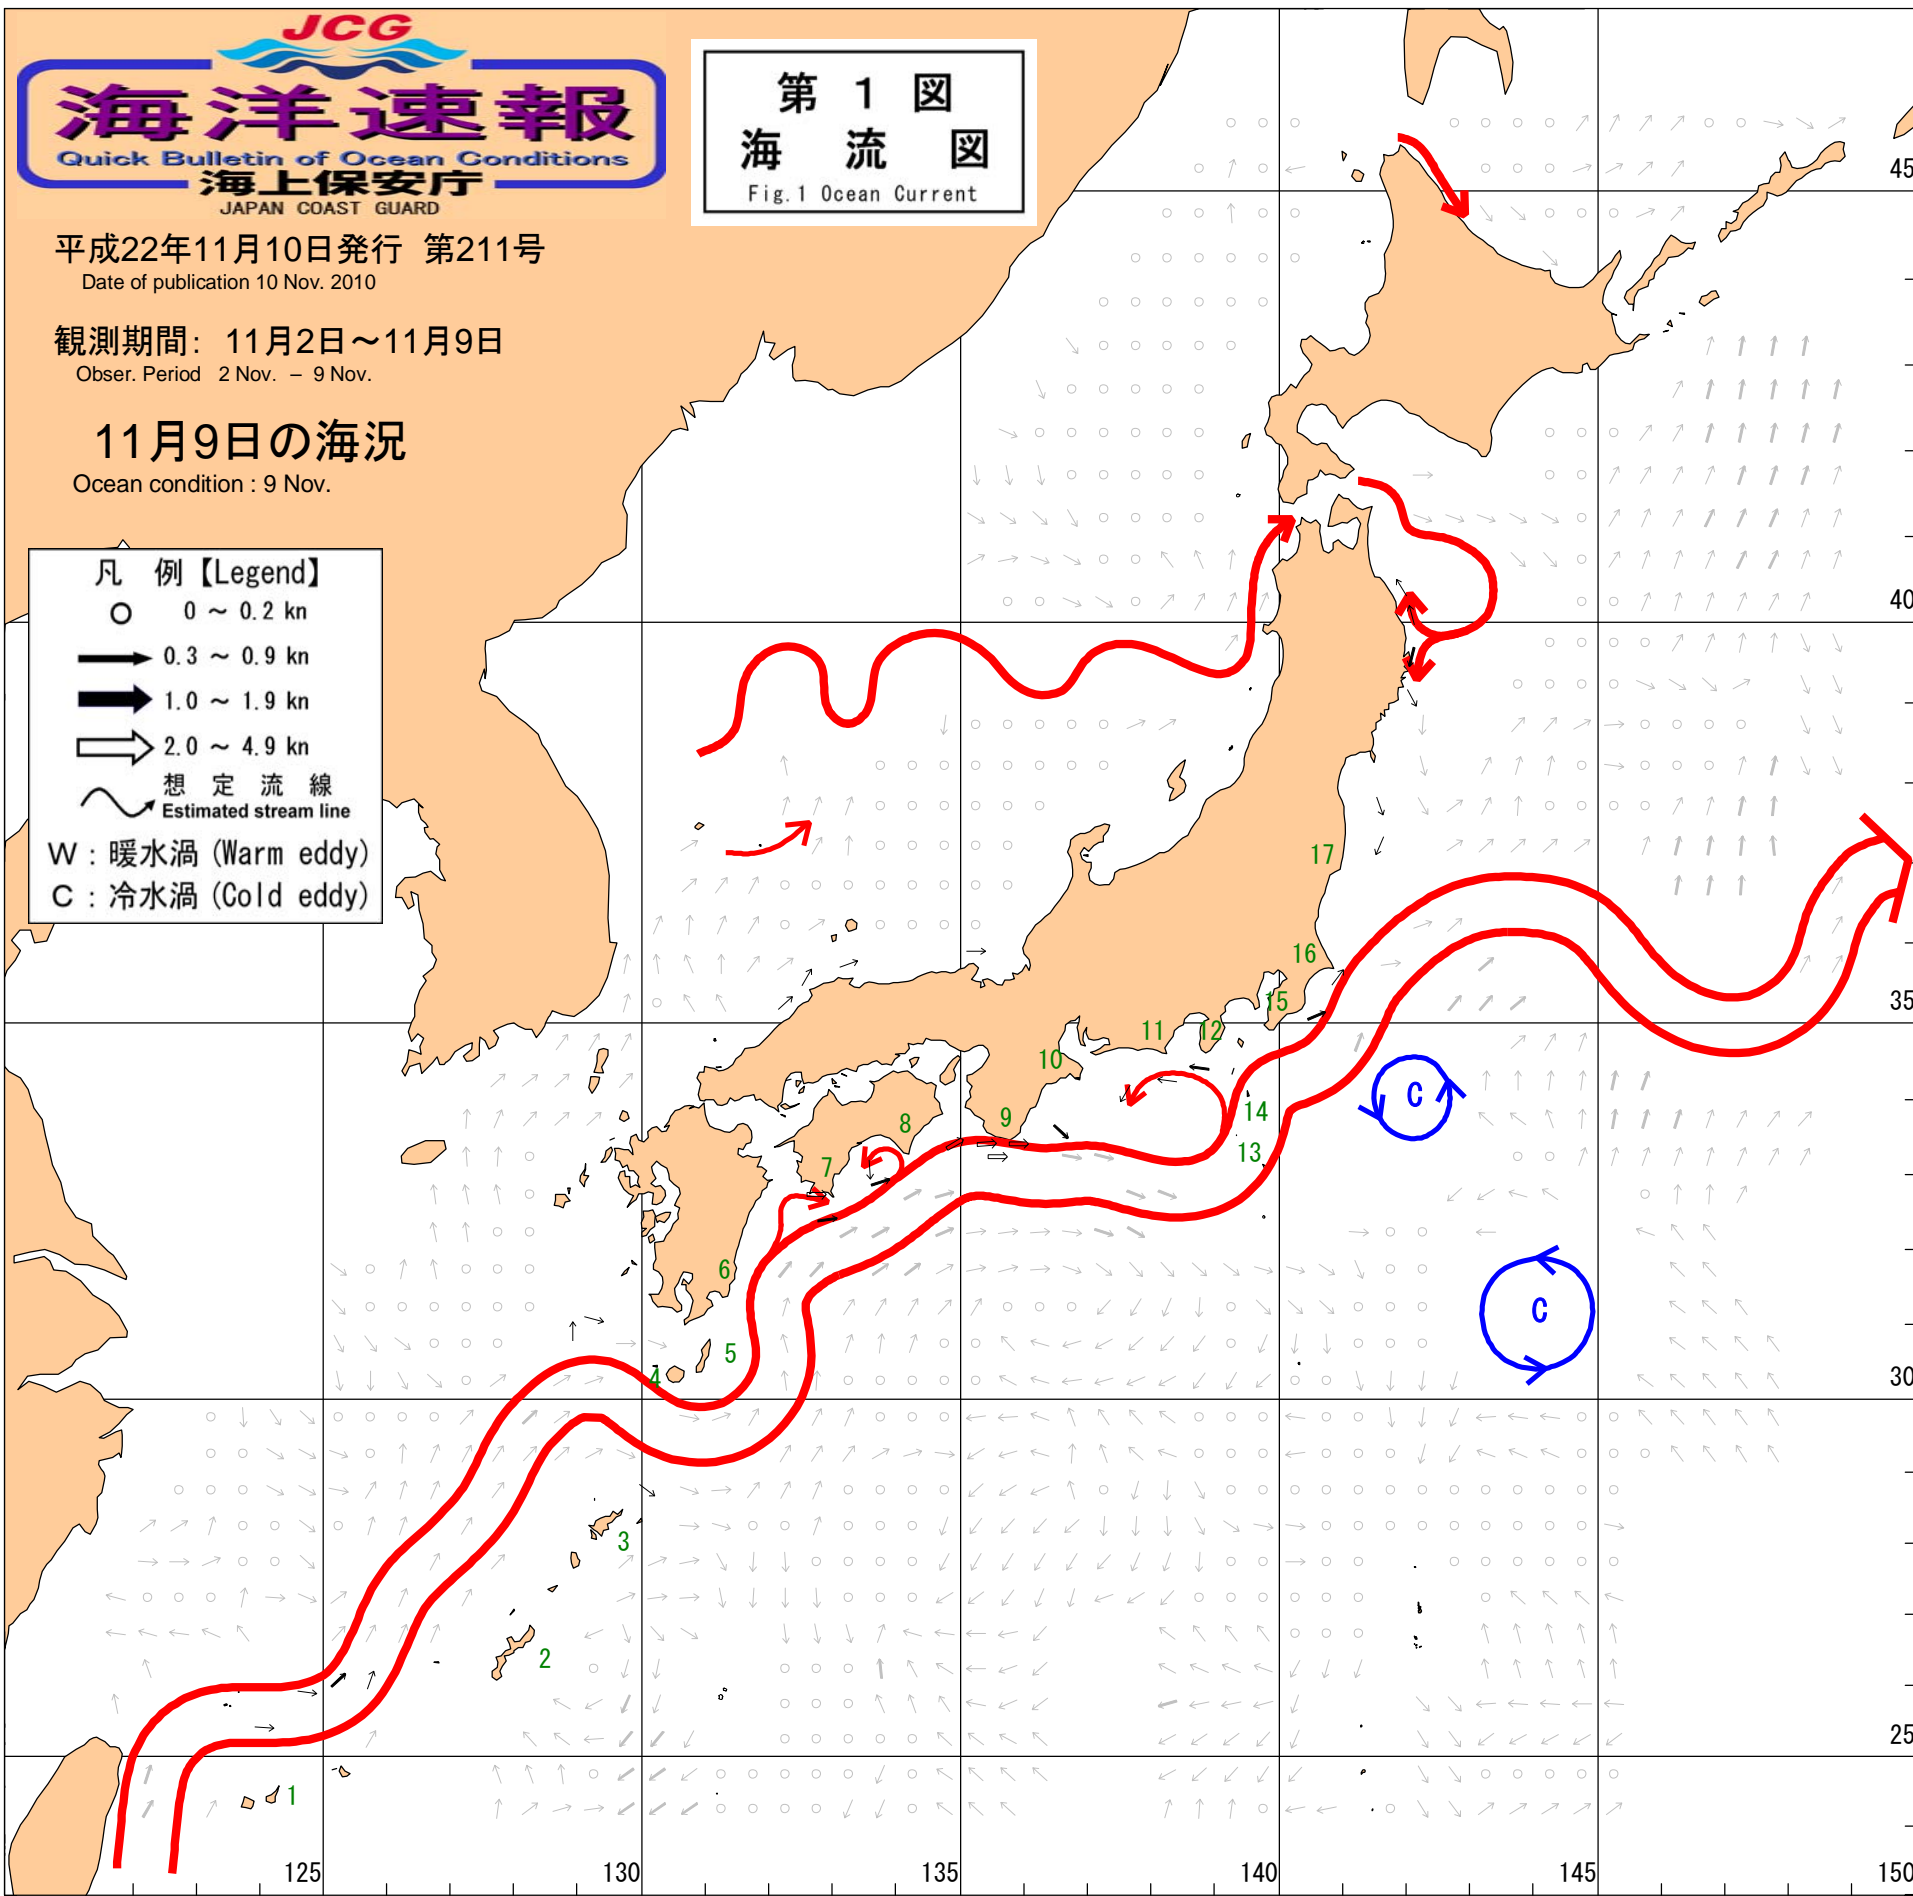 JCG
海洋速報
Quick Bulletin of Ocean Conditions
海上保安庁
JAPAN COAST GUARD
第 1 図
海 流 図
Fig.1 Ocean Current
平成22年11月10日発行 第211号
Date of publication 10 Nov. 2010
観測期間: 11月2日～11月9日
Obser. Period 2 Nov. – 9 Nov.
11月9日の海況
Ocean condition : 9 Nov.
凡 例【Legend】
0 ～ 0.2 kn
0.3 ～ 0.9 kn
1.0 ～ 1.9 kn
2.0 ～ 4.9 kn
想 定 流 線
Estimated stream line
W : 暖水渦 (Warm eddy)
C : 冷水渦 (Cold eddy)
45
40
17
16
15
35
12
11
10
C
14
9
8
13
7
6
C
5
4
30
3
2
25
1
125
130
135
140
145
150